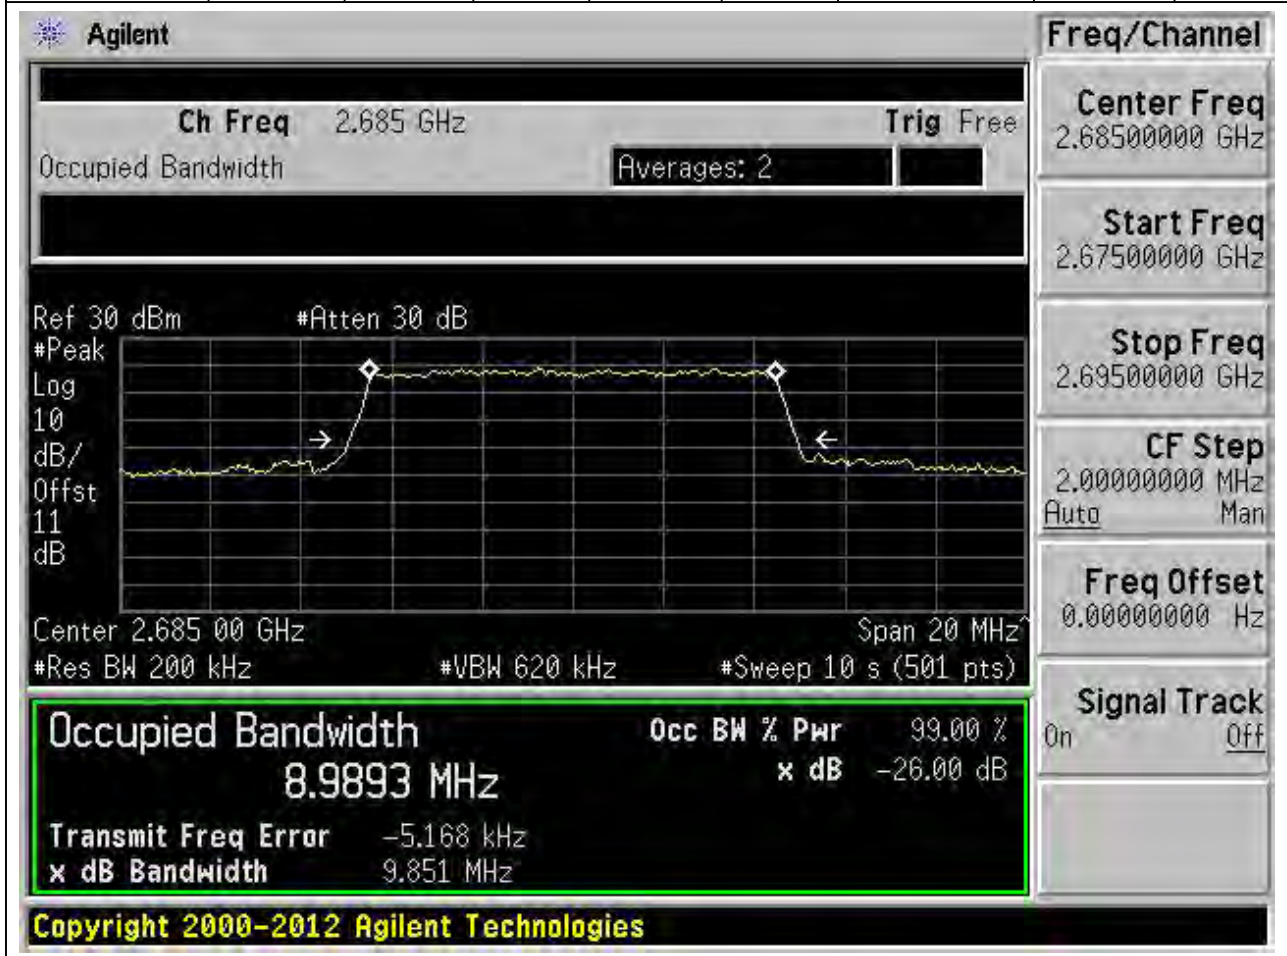 Agilent
Freq/Channel
Ch Freq 2.685 GHz Trig Free
Occupied Bandwidth Averages: 2
Center Freq
2.68500000 GHz
Start Freq
2.67500000 GHz
Stop Freq
2.69500000 GHz
CF Step
2.00000000 MHz
Auto Man
Freq Offset
0.00000000 Hz
Signal Track
On Off
Ref 30 dBm #Atten 30 dB
#Peak
Log
10
dB/
Offst
11
dB
Center 2.685 00 GHz Span 20 MHz^
#Res BW 200 kHz #VBW 620 kHz #Sweep 10 s (501 pts)
Occupied Bandwidth Occ BW % Pwr 99.00 %
8.9893 MHz x dB -26.00 dB
Transmit Freq Error -5.168 kHz
x dB Bandwidth 9.851 MHz
Copyright 2000-2012 Agilent Technologies